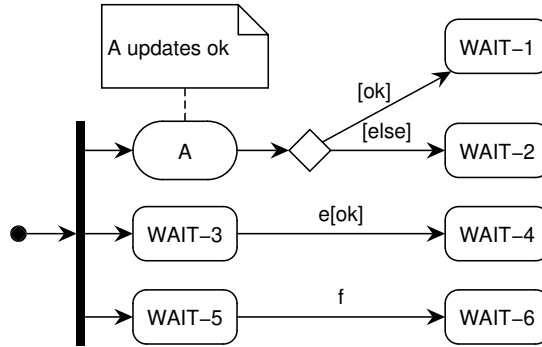 A updates ok
WAIT−1
[ok]
[else]
A
WAIT−2
e[ok]
WAIT−3
WAIT−4
f
WAIT−5
WAIT−6